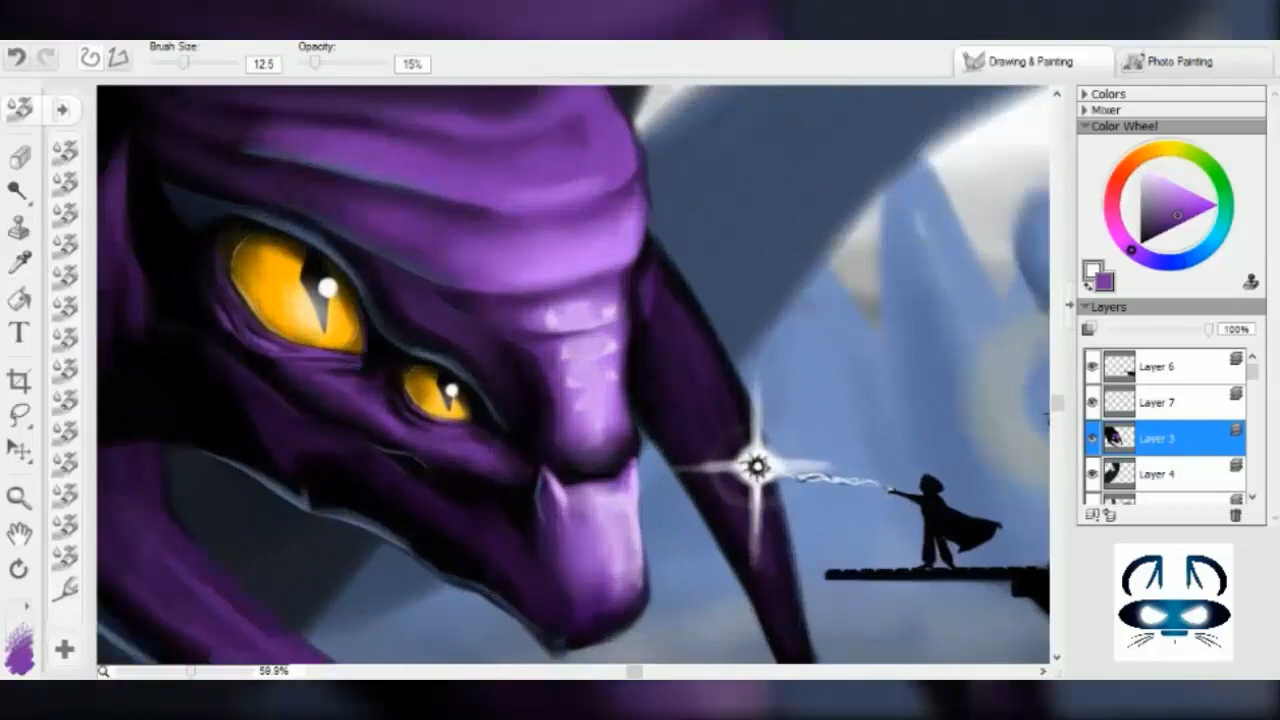 Brush Size:
12.5
Opacity:
15%
Drawing & Painting
Photo Painting
Colors
Mixer
Color Wheel
Layers
100%
Layer 6
Layer 7
Layer 3
Layer 4
T
59.9%